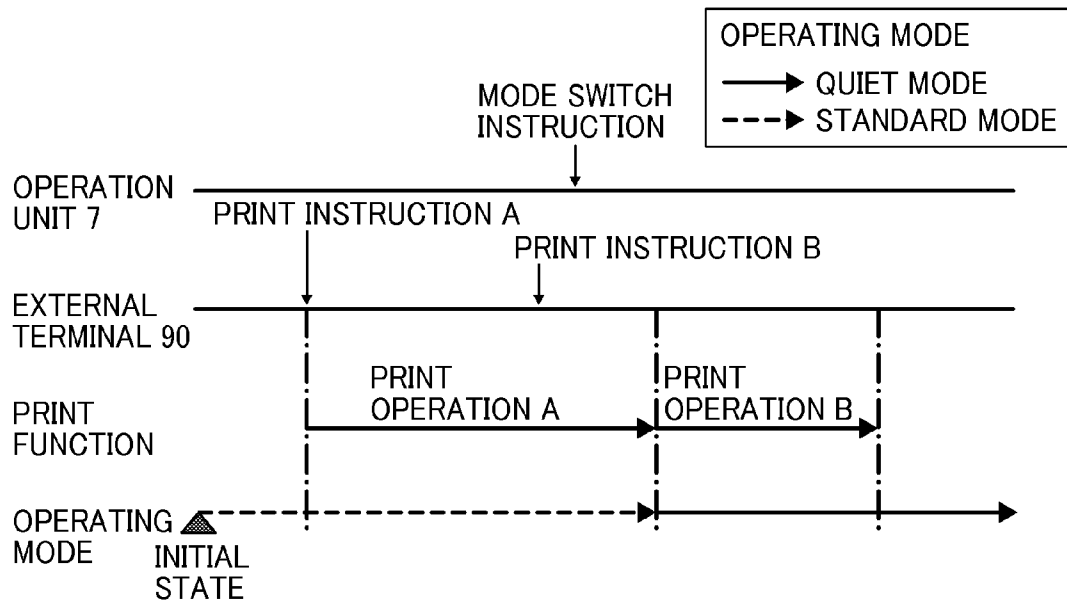 OPERATING MODE
QUIET MODE
STANDARD MODE
MODE SWITCH
INSTRUCTION
OPERATION
UNIT 7
PRINT INSTRUCTION A
PRINT INSTRUCTION B
EXTERNAL
TERMINAL 90
PRINT
OPERATION A
PRINT
OPERATION B
PRINT
FUNCTION
OPERATING
MODE
INITIAL
STATE